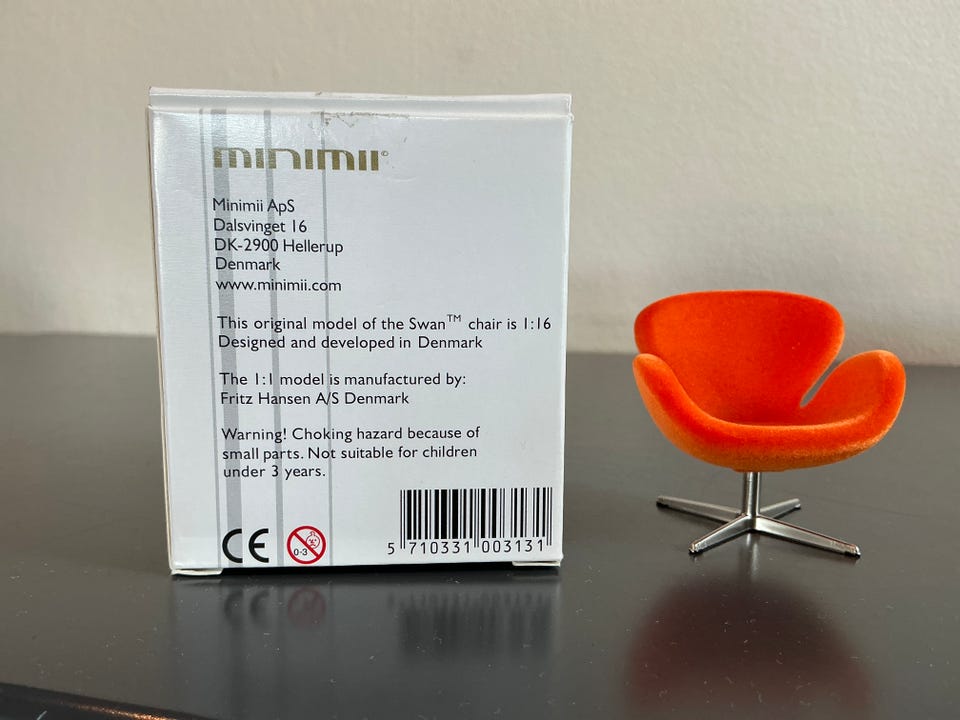 minimii©
Minimii ApS
Dalsvinget 16
DK-2900 Hellerup
Denmark
www.minimii.com
This original model of the Swan™ chair is 1:16
Designed and developed in Denmark
The 1:1 model is manufactured by:
Fritz Hansen A/S Denmark
Warning! Choking hazard because of
small parts. Not suitable for children
under 3 years.
CE 0-3
5 710331 003131